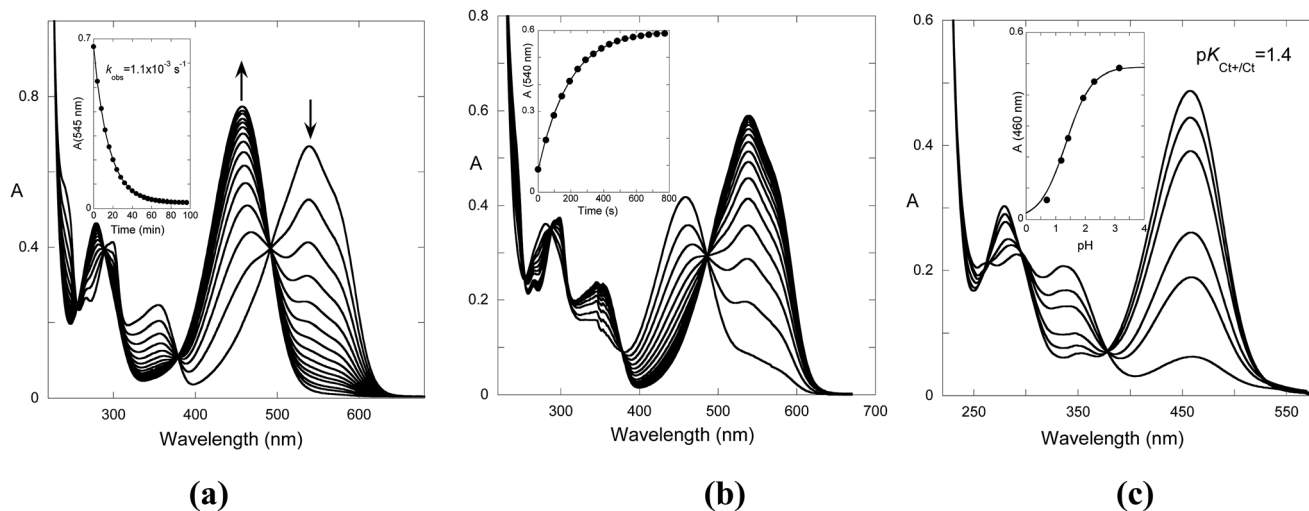 0.8
0.4
0
A
300
400
500
600
Wavelength (nm)
0.7
0
A(545 nm)
0
20
40
60
80
100
Time (min)
k obs =1.1x10⁻³ s⁻¹
(a)
0.8
0.6
0.4
0.2
0
A
300
400
500
600
700
Wavelength (nm)
0.6
0.3
0
A (540 nm)
0
200
400
600
800
Time (s)
(b)
0.6
0.4
0.2
0
A
250
350
450
550
Wavelength (nm)
0.6
0
A (460 nm)
0
1
2
3
4
pH
pK Ct+/Ct =1.4
(c)